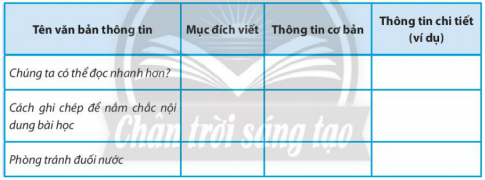 Tên văn bản thông tin
Mục đích viết
Thông tin cơ bản
Thông tin chi tiết
(ví dụ)
Chúng ta có thể đọc nhanh hơn?
Cách ghi chép để nắm chắc nội
dung bài học
Phòng tránh đuối nước
Chân trời sáng tạo